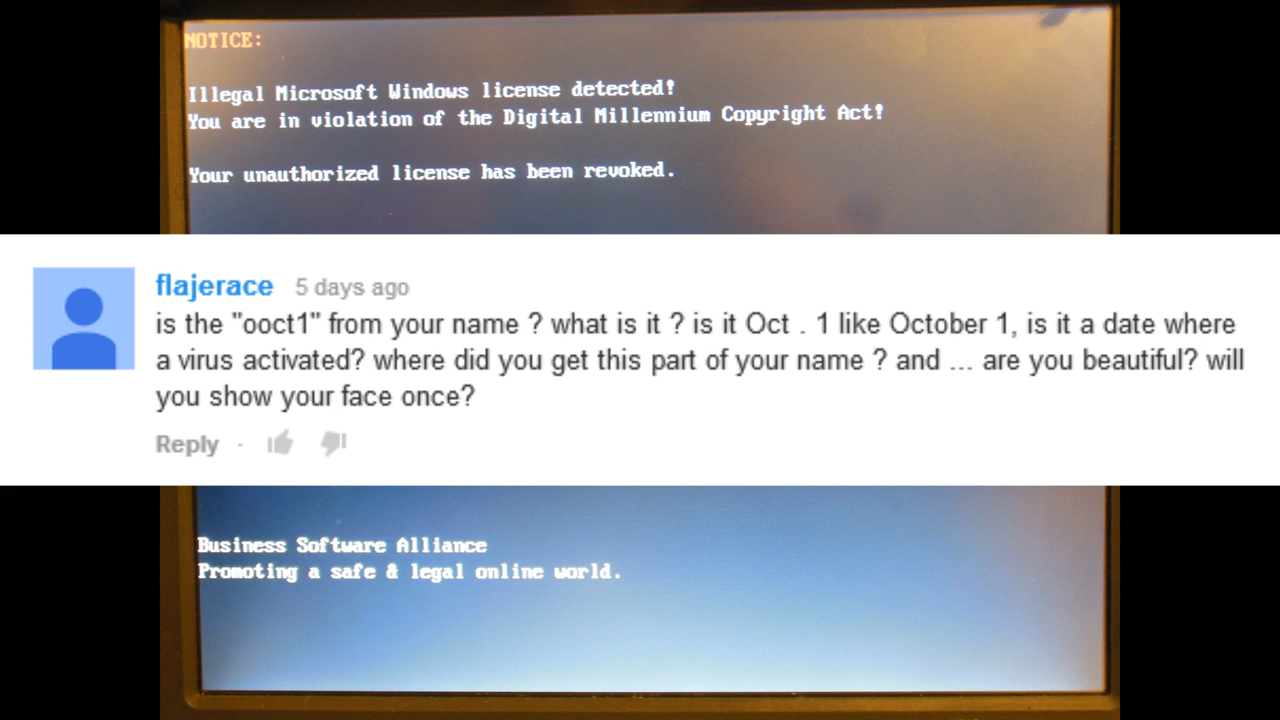 NOTICE:
Illegal Microsoft Windows license detected!
You are in violation of the Digital Millennium Copyright Act!
Your unauthorized license has been revoked.
flajerace 5 days ago
is the "ooct1" from your name ? what is it ? is it Oct . 1 like October 1, is it a date where
a virus activated? where did you get this part of your name ? and ... are you beautiful? will
you show your face once?
Reply ·
Business Software Alliance
Promoting a safe & legal online world.